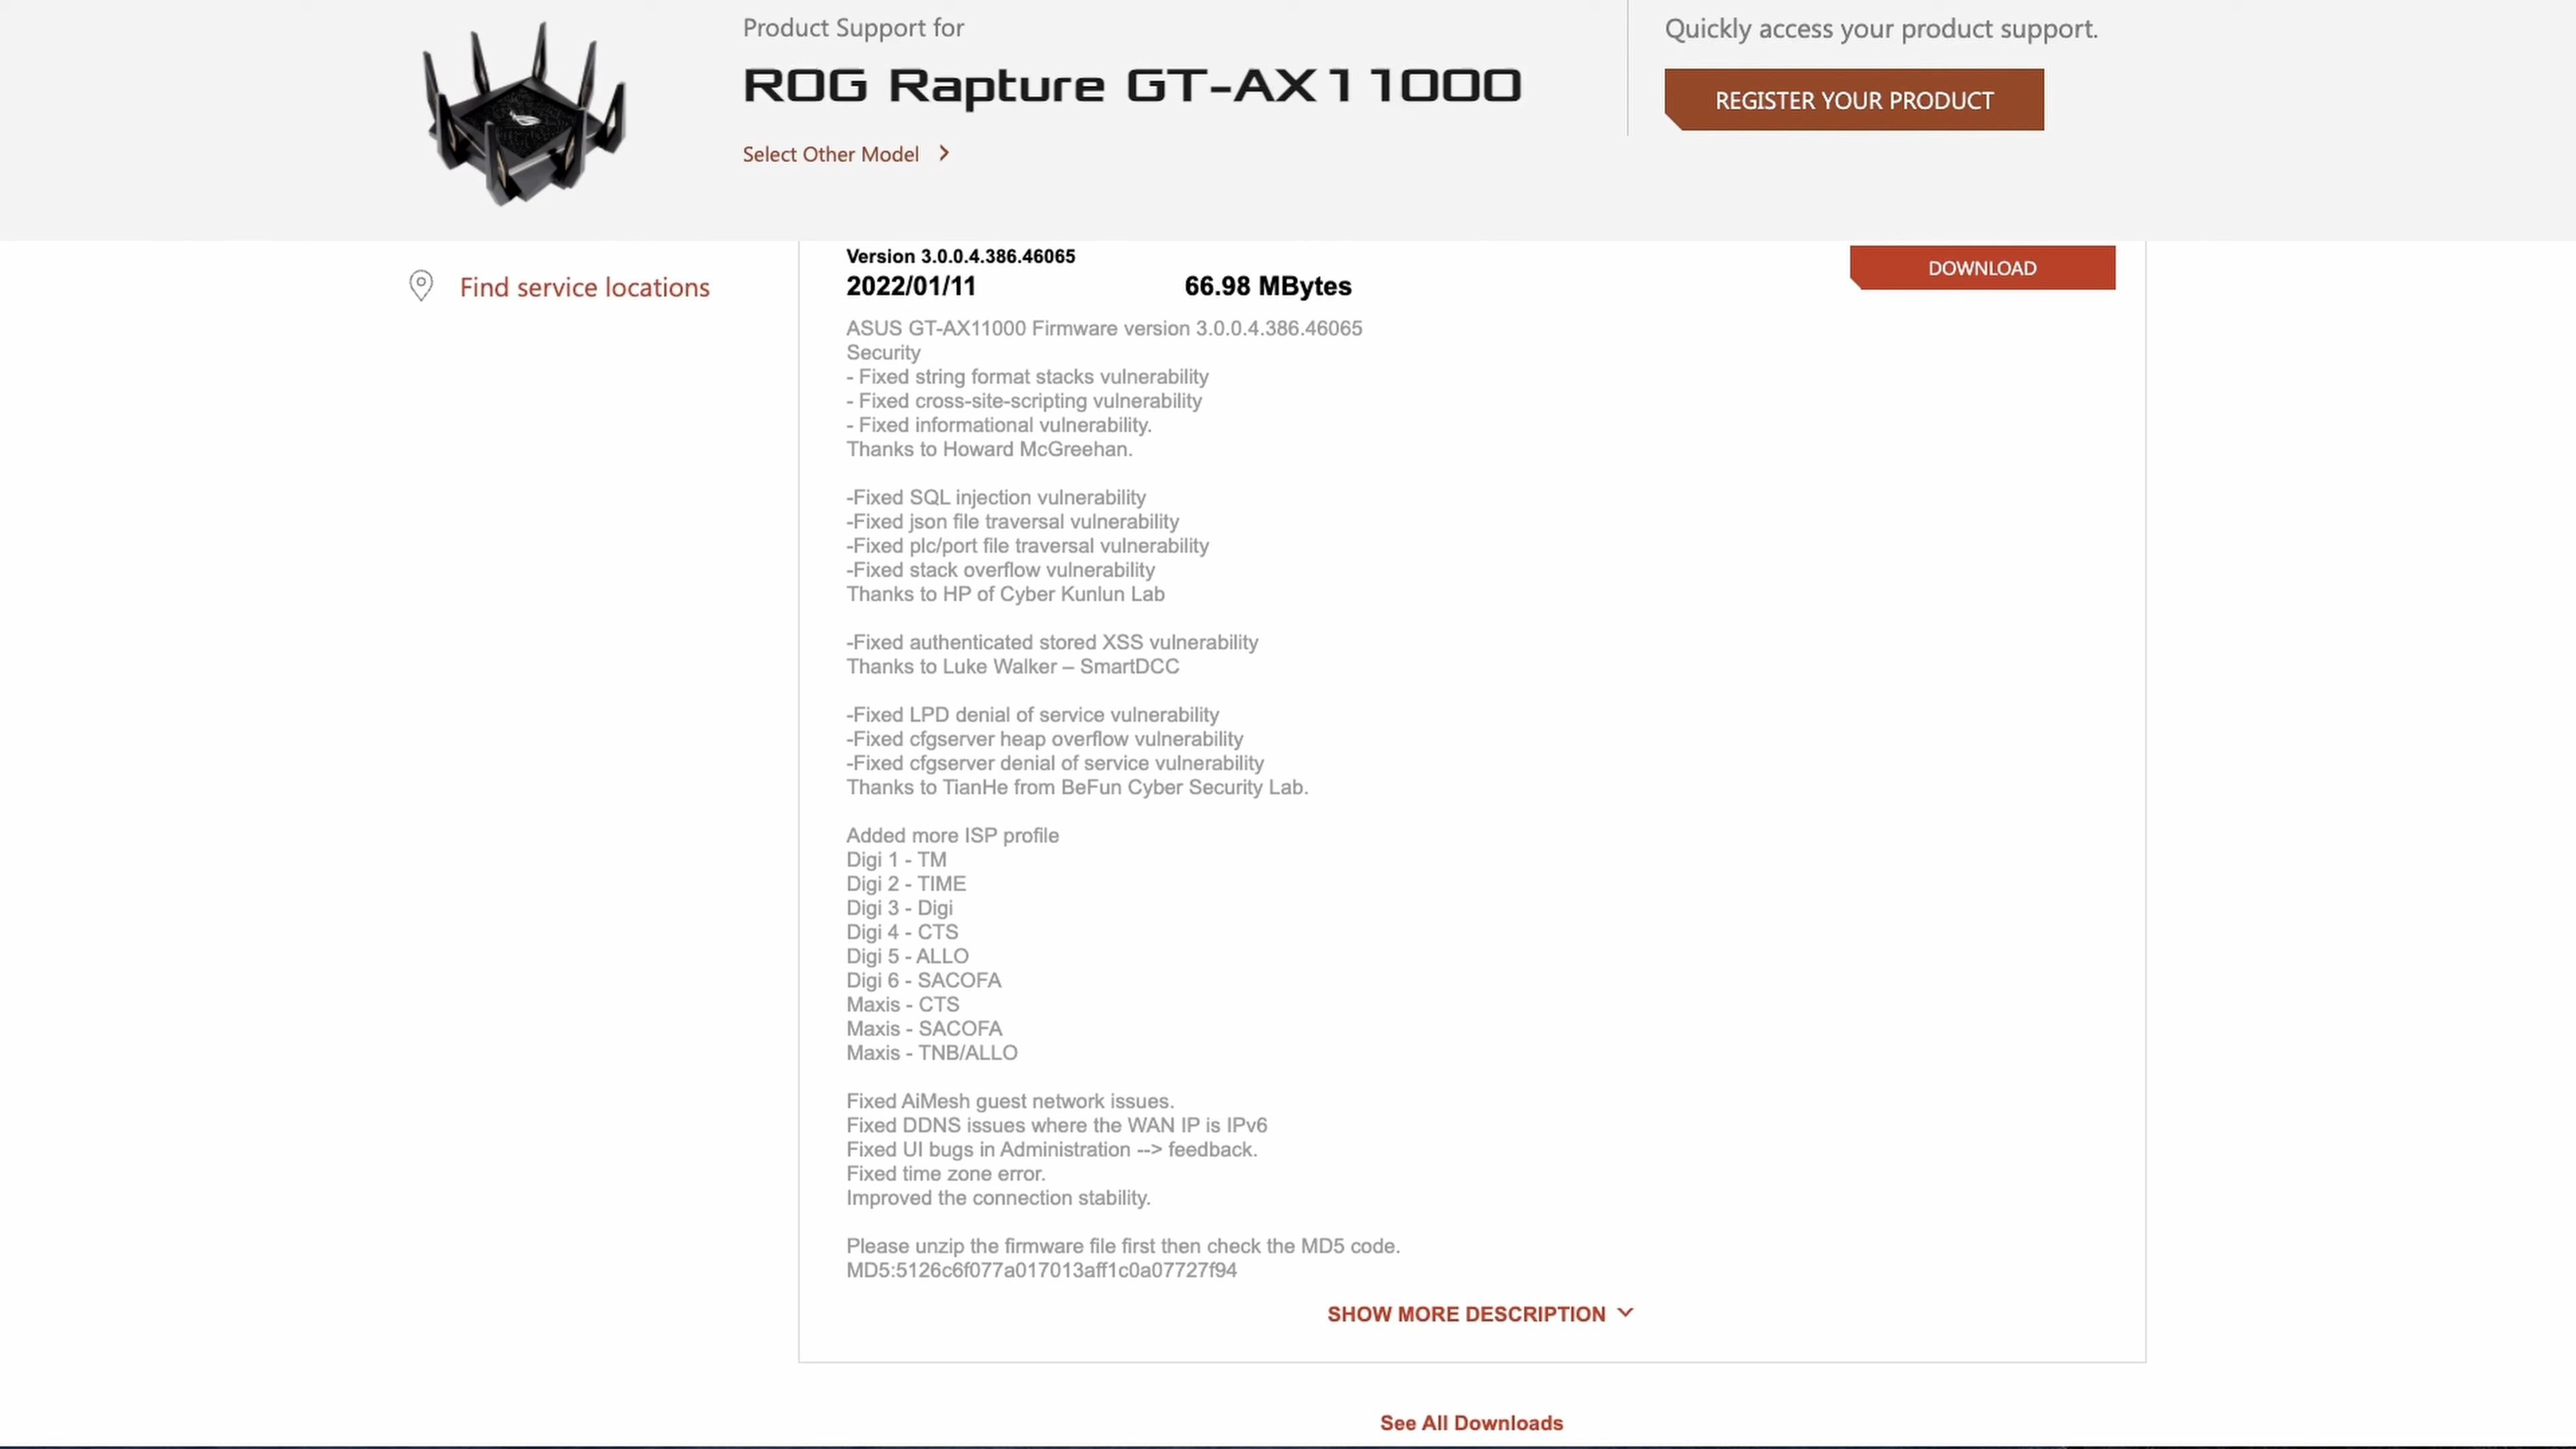 Product Support for
ROG Rapture GT-AX11000
Select Other Model
Quickly access your product support.
REGISTER YOUR PRODUCT
Find service locations
Version 3.0.0.4.386.46065
2022/01/11 66.98 MBytes
DOWNLOAD
ASUS GT-AX11000 Firmware version 3.0.0.4.386.46065
Security
- Fixed string format stacks vulnerability
- Fixed cross-site-scripting vulnerability
- Fixed informational vulnerability.
Thanks to Howard McGreehan.
-Fixed SQL injection vulnerability
-Fixed json file traversal vulnerability
-Fixed plc/port file traversal vulnerability
-Fixed stack overflow vulnerability
Thanks to HP of Cyber Kunlun Lab
-Fixed authenticated stored XSS vulnerability
Thanks to Luke Walker – SmartDCC
-Fixed LPD denial of service vulnerability
-Fixed cfgserver heap overflow vulnerability
-Fixed cfgserver denial of service vulnerability
Thanks to TianHe from BeFun Cyber Security Lab.
Added more ISP profile
Digi 1 - TM
Digi 2 - TIME
Digi 3 - Digi
Digi 4 - CTS
Digi 5 - ALLO
Digi 6 - SACOFA
Maxis - CTS
Maxis - SACOFA
Maxis - TNB/ALLO
Fixed AiMesh guest network issues.
Fixed DDNS issues where the WAN IP is IPv6
Fixed UI bugs in Administration --> feedback.
Fixed time zone error.
Improved the connection stability.
Please unzip the firmware file first then check the MD5 code.
MD5:5126c6f077a017013aff1c0a07727f94
SHOW MORE DESCRIPTION
See All Downloads